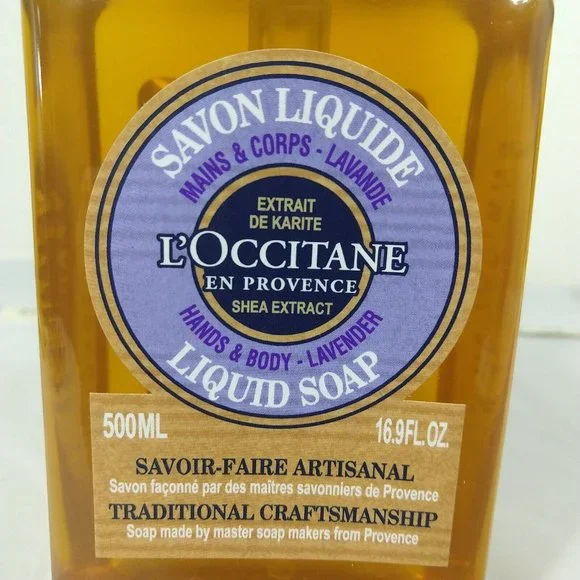 SAVON LIQUIDE
MAINS & CORPS - LAVANDE
EXTRAIT
DE KARITE
L'OCCITANE
EN PROVENCE
SHEA EXTRACT
HANDS & BODY - LAVENDER
LIQUID SOAP
500ML
16.9FL.OZ.
SAVOIR-FAIRE ARTISANAL
Savon façonné par des maîtres savonniers de Provence
TRADITIONAL CRAFTSMANSHIP
Soap made by master soap makers from Provence